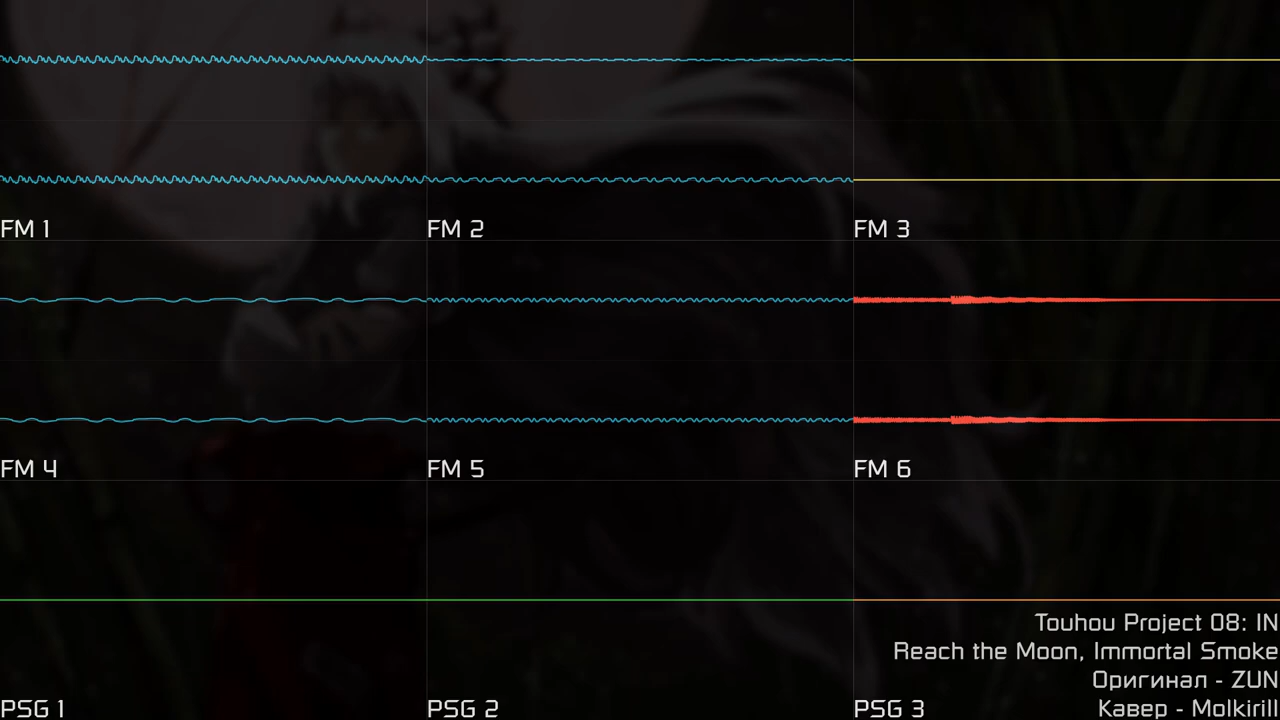 FM 1
FM 2
FM 3
FM 4
FM 5
FM 6
Touhou Project 08: IN
Reach the Moon, Immortal Smoke
Оригинал - ZUN
Кавер - Molkirill
PSG 1
PSG 2
PSG 3